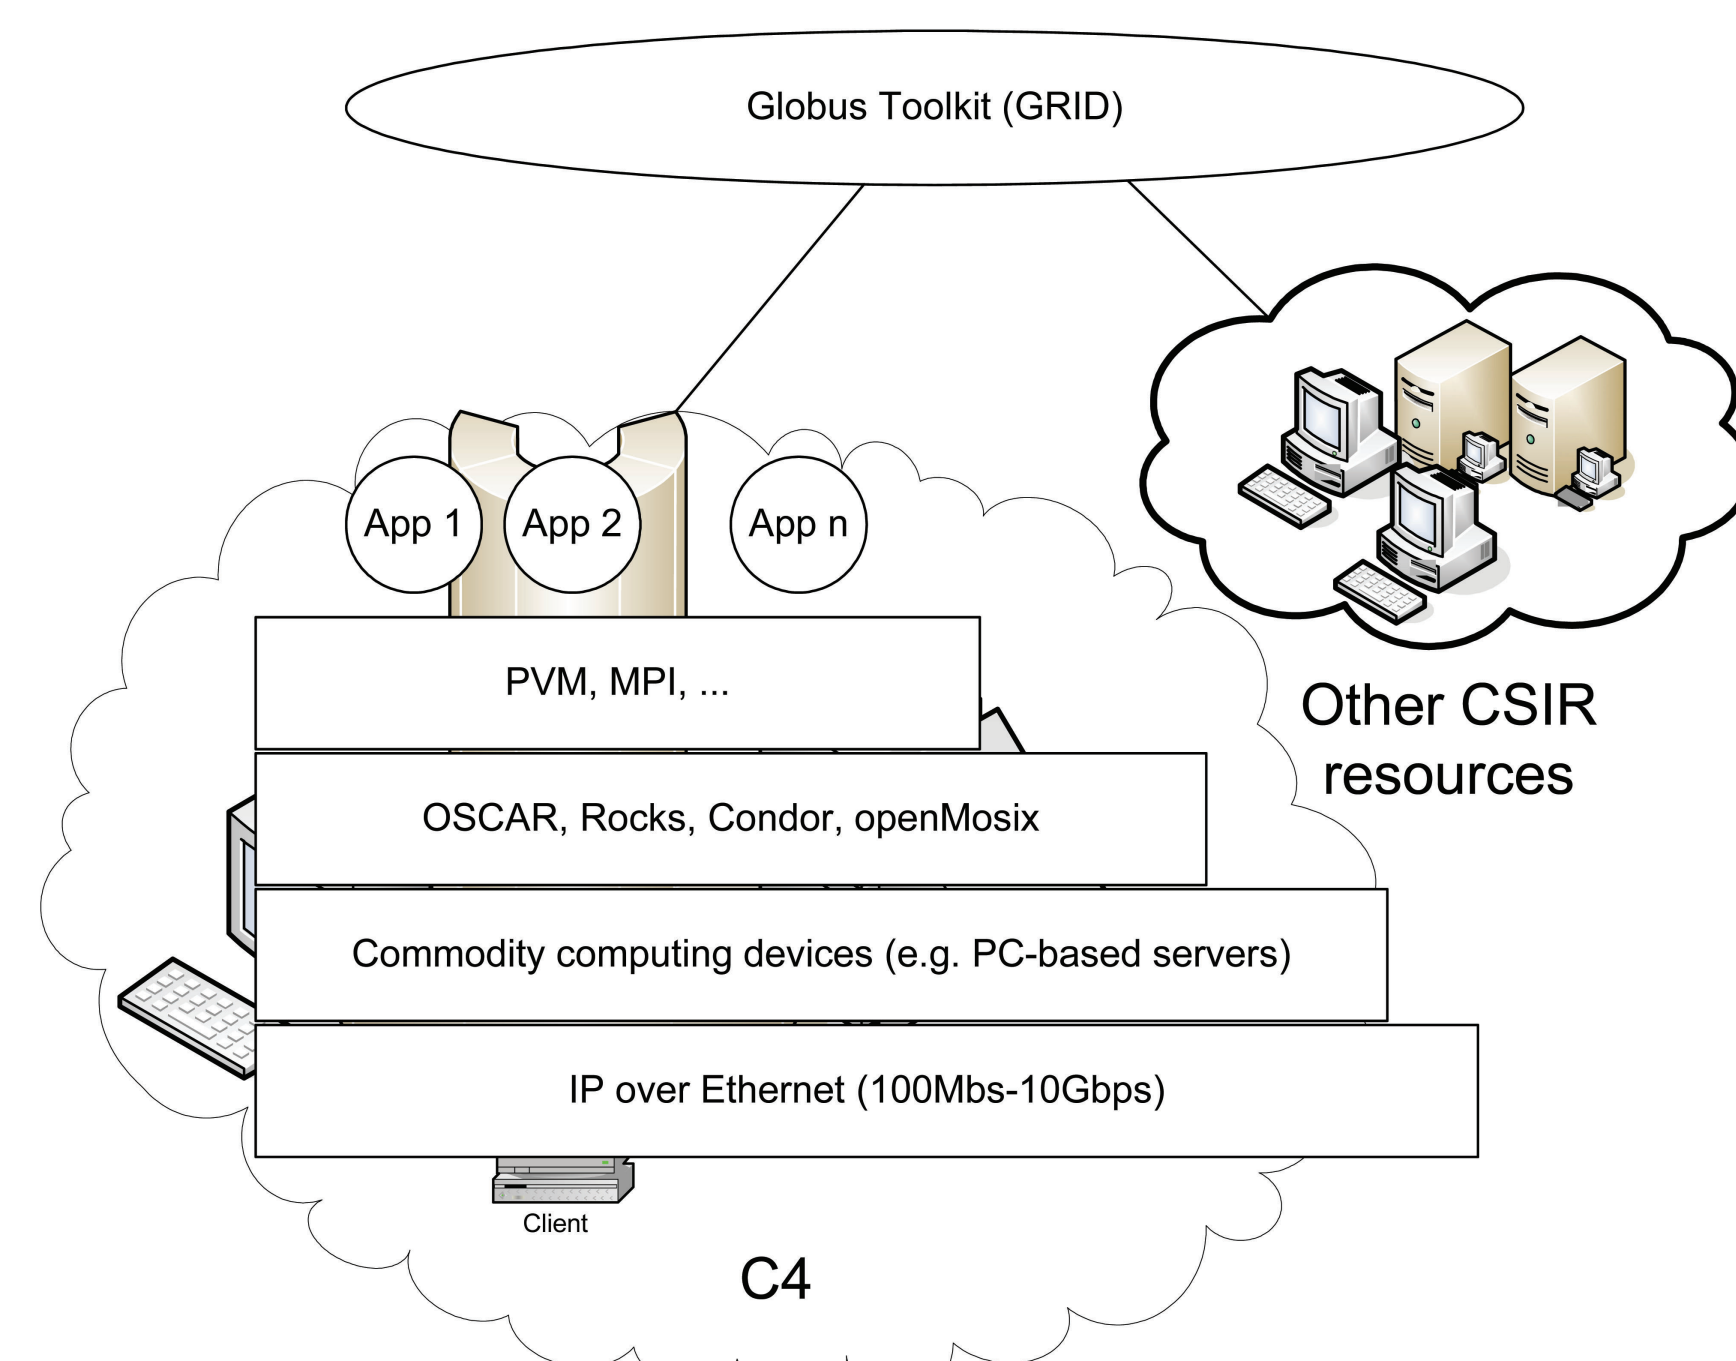 Globus Toolkit (GRID)
App 1
App 2
App n
PVM, MPI, ...
Other CSIR
resources
OSCAR, Rocks, Condor, openMosix
Commodity computing devices (e.g. PC-based servers)
IP over Ethernet (100Mbs-10Gbps)
Client
C4